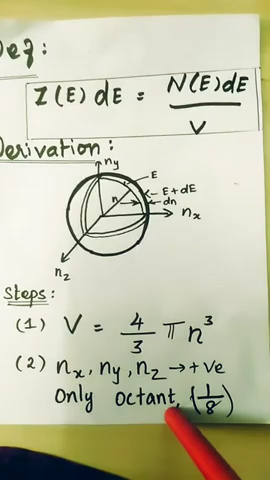 Def:
Z(E) dE = N(E)dE / V
Derivation:
ny
E
E+dE
n
dn
nx
nz
Steps:
(1) V = 4/3 π n³
(2) nx, ny, nz → +ve
Only octant, (1/8)